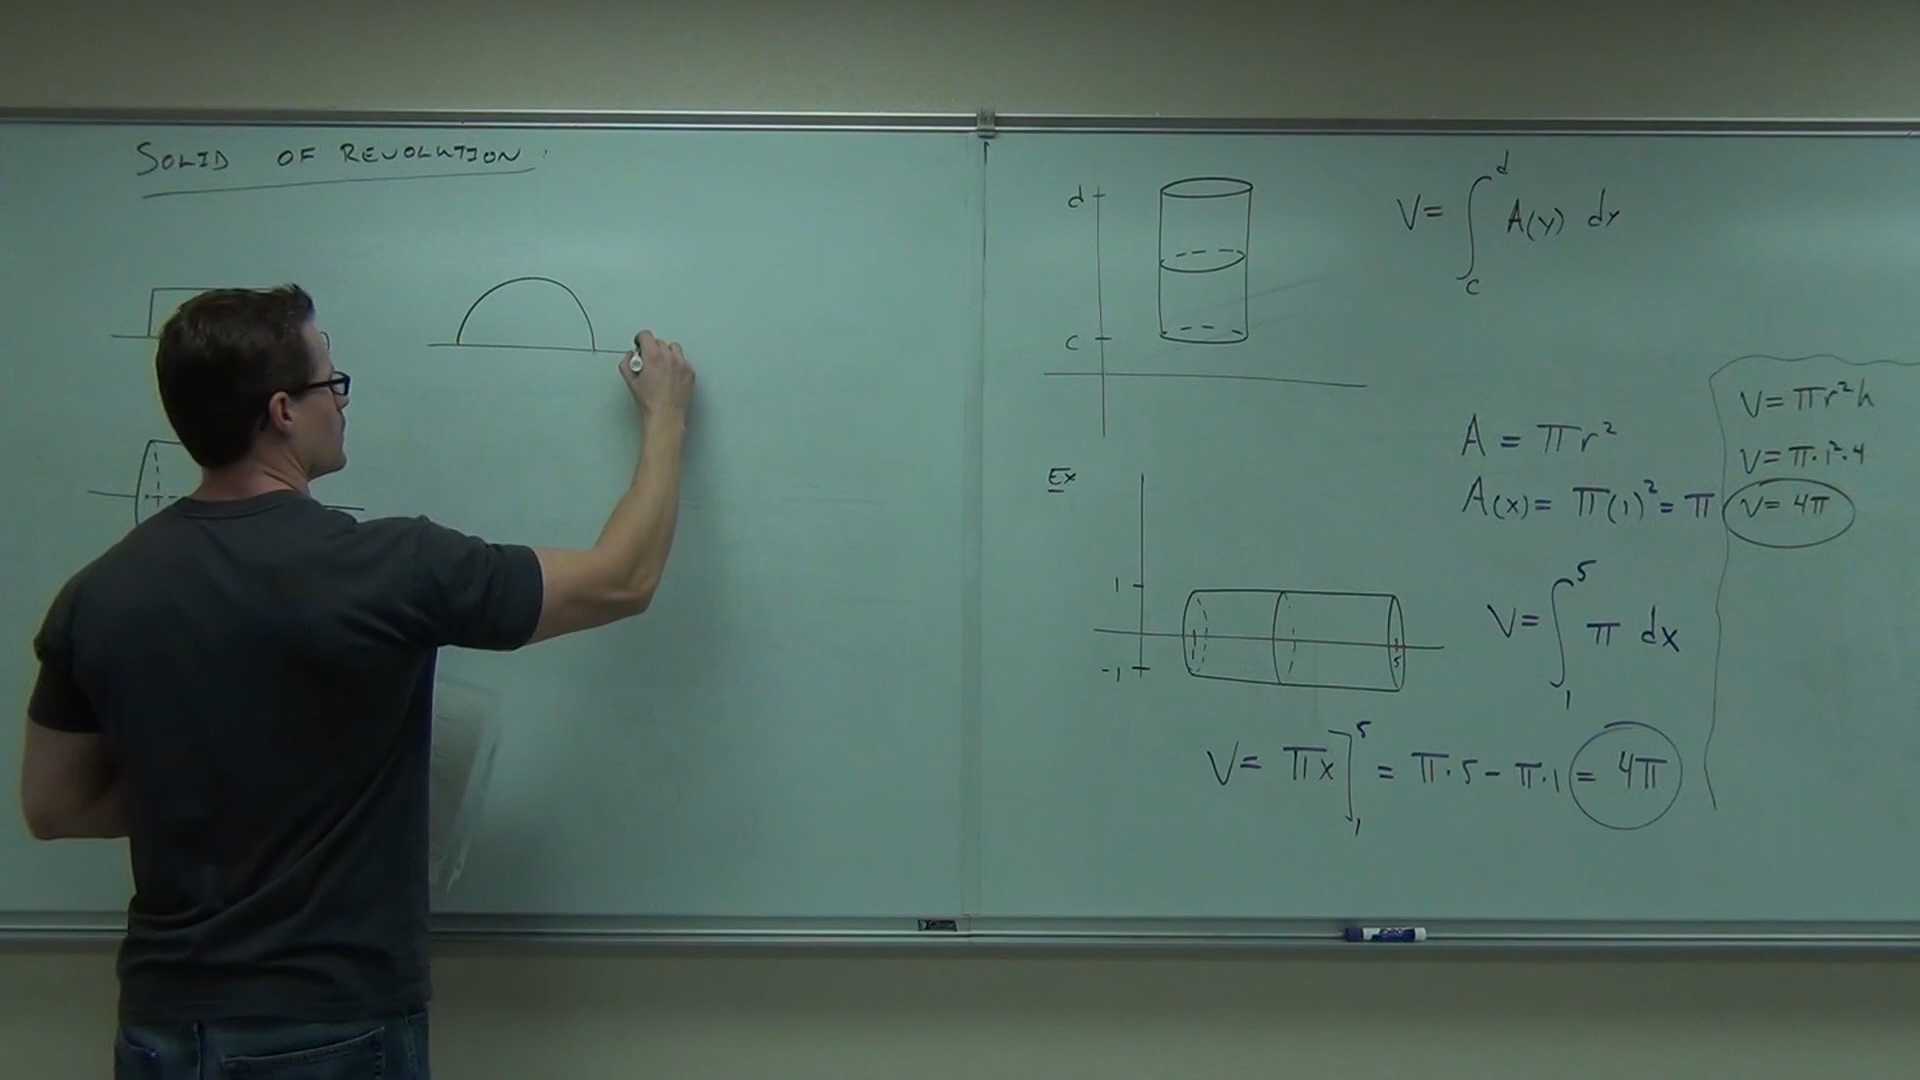 SOLID OF REVOLUTION:
d
c
V = ∫_c^d A(y) dy
Ex
1
-1
5
A = πr²
A(x) = π(1)² = π
V = ∫_1^5 π dx
V = πx]_1^5 = π·5 - π·1 = 4π
V = πr²h
V = π·1²·4
V = 4π